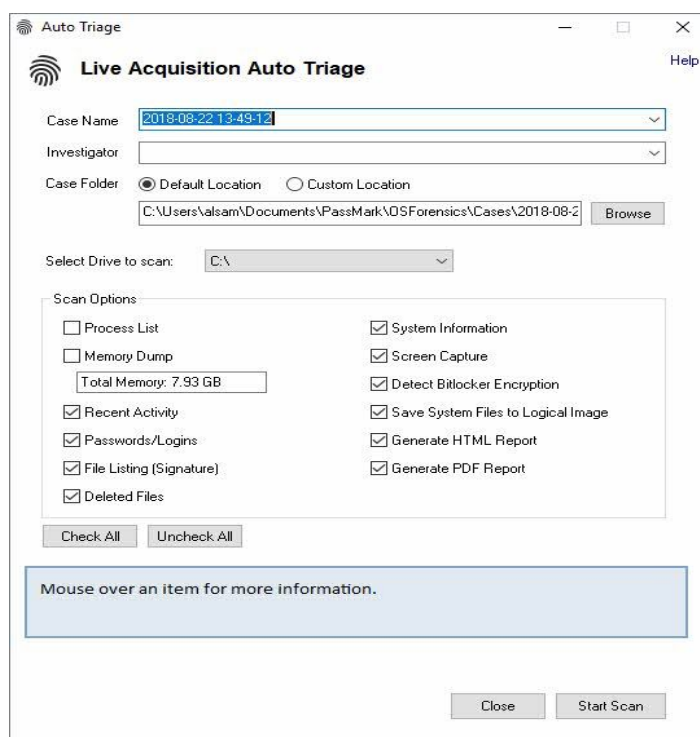 Auto Triage
Help
Live Acquisition Auto Triage
Case Name 2018-08-22 13-49-12
Investigator
Case Folder Default Location Custom Location
C:\Users\alsam\Documents\PassMark\OSForensics\Cases\2018-08-2 Browse
Select Drive to scan: C:\
Scan Options
Process List System Information
Memory Dump Screen Capture
Total Memory: 7.93 GB Detect Bitlocker Encryption
Recent Activity Save System Files to Logical Image
Passwords/Logins Generate HTML Report
File Listing (Signature) Generate PDF Report
Deleted Files
Check All Uncheck All
Mouse over an item for more information.
Close Start Scan